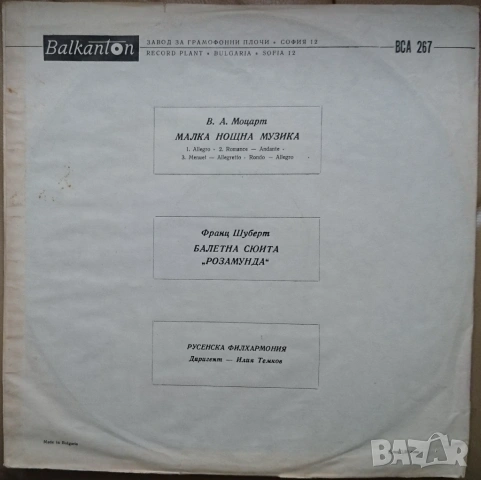 Balkanton
ЗАВОД ЗА ГРАМОФОННИ ПЛОЧИ • СОФИЯ 12
RECORD PLANT • BULGARIA • SOFIA 12
ВСА 267
В. А. Моцарт
МАЛКА НОЩНА МУЗИКА
1. Allegro - 2. Romance — Andante -
3. Menuet — Allegretto - Rondo — Allegro
Франц Шуберт
БАЛЕТНА СЮИТА
„РОЗАМУНДА“
РУСЕНСКА ФИЛХАРМОНИЯ
Диригент — Илия Темков
Made in Bulgaria
BAZAR